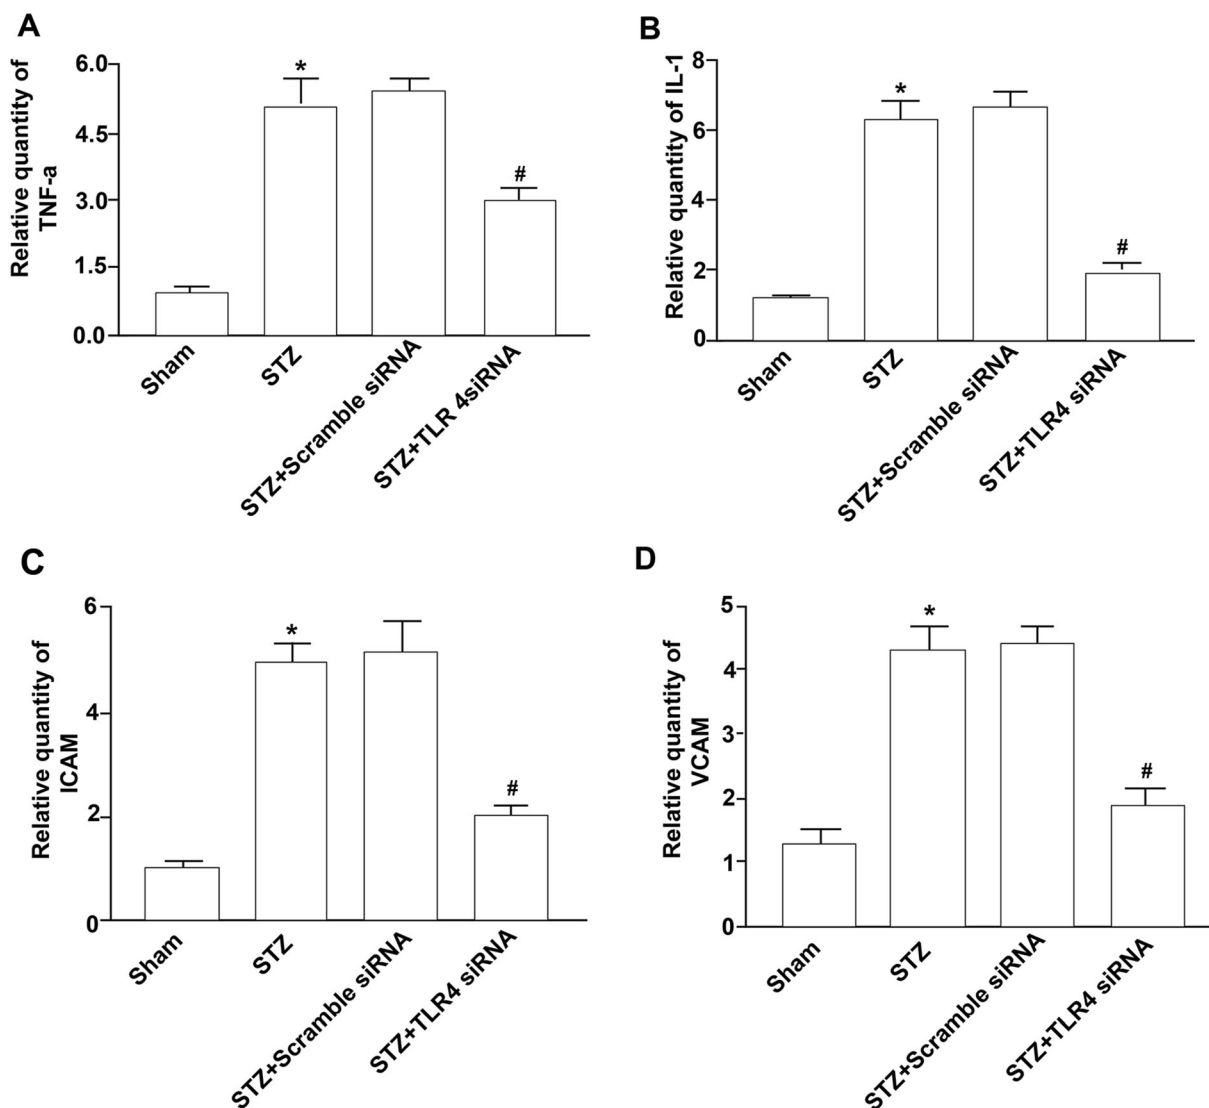 A
Relative quantity of
TNF-a
6.0
4.5
3.0
1.5
0.0
*
#
Sham
STZ
STZ+Scramble siRNA
STZ+TLR 4siRNA
B
Relative quantity of IL-1
8
6
4
2
0
*
#
Sham
STZ
STZ+Scramble siRNA
STZ+TLR4 siRNA
C
Relative quantity of
ICAM
6
4
2
0
*
#
Sham
STZ
STZ+Scramble siRNA
STZ+TLR4 siRNA
D
Relative quantity of
VCAM
5
4
3
2
1
0
*
#
Sham
STZ
STZ+Scramble siRNA
STZ+TLR4 siRNA